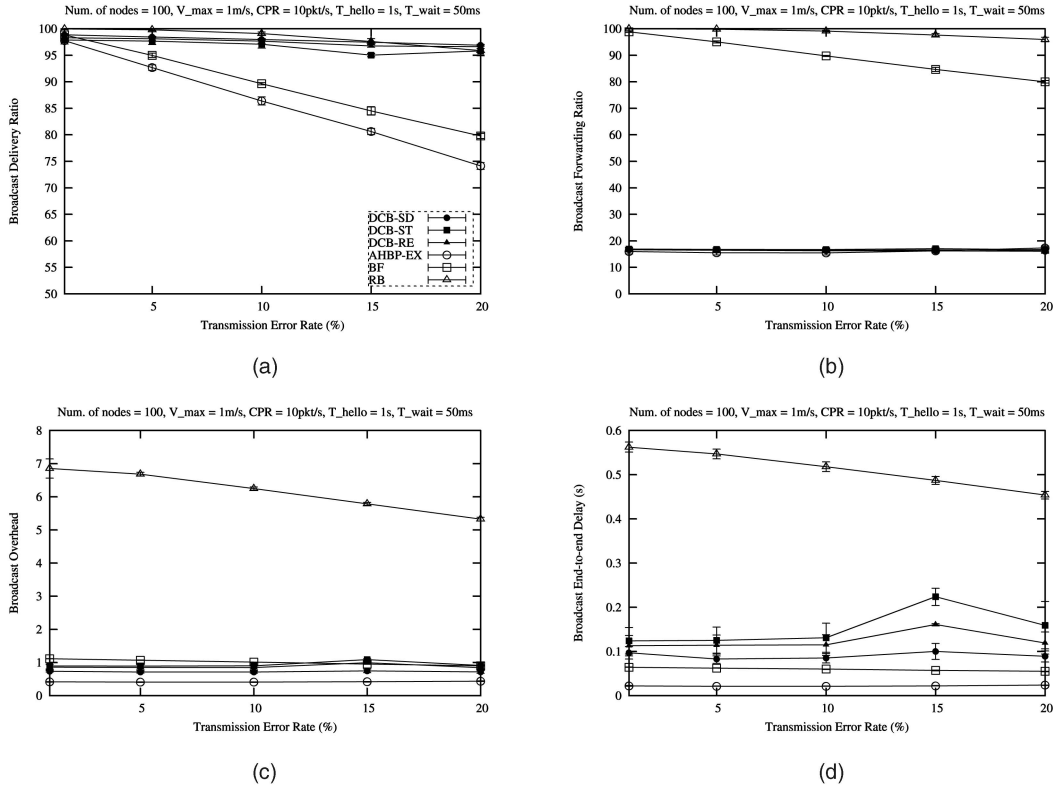 Num. of nodes = 100, V_max = 1m/s, CPR = 10pkt/s, T_hello = 1s, T_wait = 50ms
100
95
90
85
80
75
70
65
60
55
50
Broadcast Delivery Ratio
DCB-SD
DCB-ST
DCB-RE
AHBP-EX
BF
RB
5
10
15
20
Transmission Error Rate (%)
(a)
Num. of nodes = 100, V_max = 1m/s, CPR = 10pkt/s, T_hello = 1s, T_wait = 50ms
100
90
80
70
60
50
40
30
20
10
0
Broadcast Forwarding Ratio
5
10
15
20
Transmission Error Rate (%)
(b)
Num. of nodes = 100, V_max = 1m/s, CPR = 10pkt/s, T_hello = 1s, T_wait = 50ms
8
7
6
5
4
3
2
1
0
Broadcast Overhead
5
10
15
20
Transmission Error Rate (%)
(c)
Num. of nodes = 100, V_max = 1m/s, CPR = 10pkt/s, T_hello = 1s, T_wait = 50ms
0.6
0.5
0.4
0.3
0.2
0.1
0
Broadcast End-to-end Delay (s)
5
10
15
20
Transmission Error Rate (%)
(d)